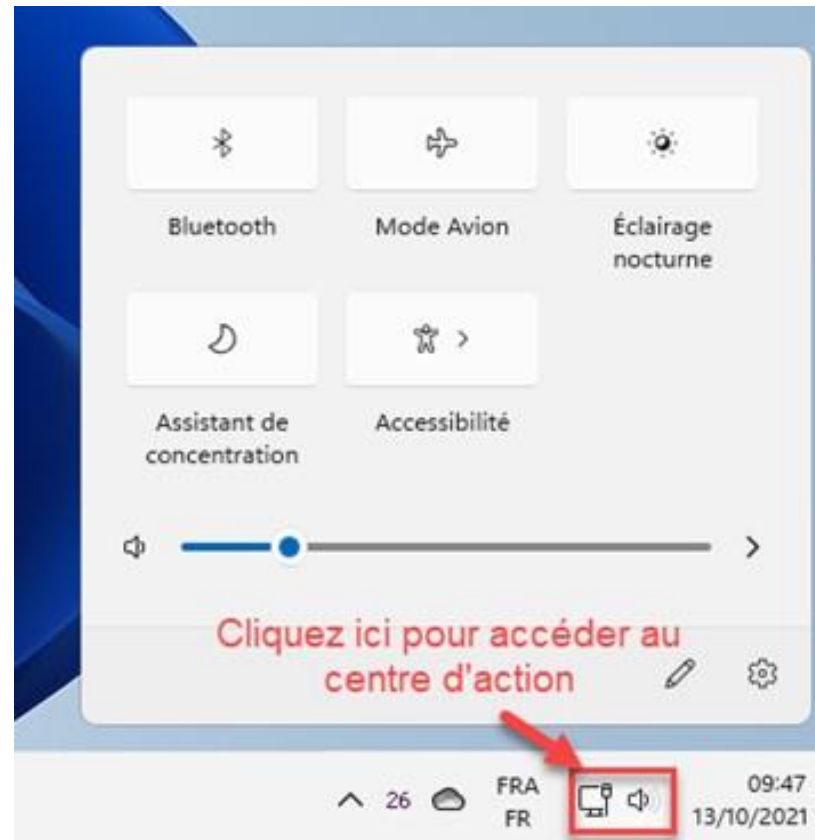 Bluetooth
Mode Avion
Éclairage
nocturne
Assistant de
concentration
Accessibilité
Cliquez ici pour accéder au
centre d'action
26
FRA
FR
09:47
13/10/2021